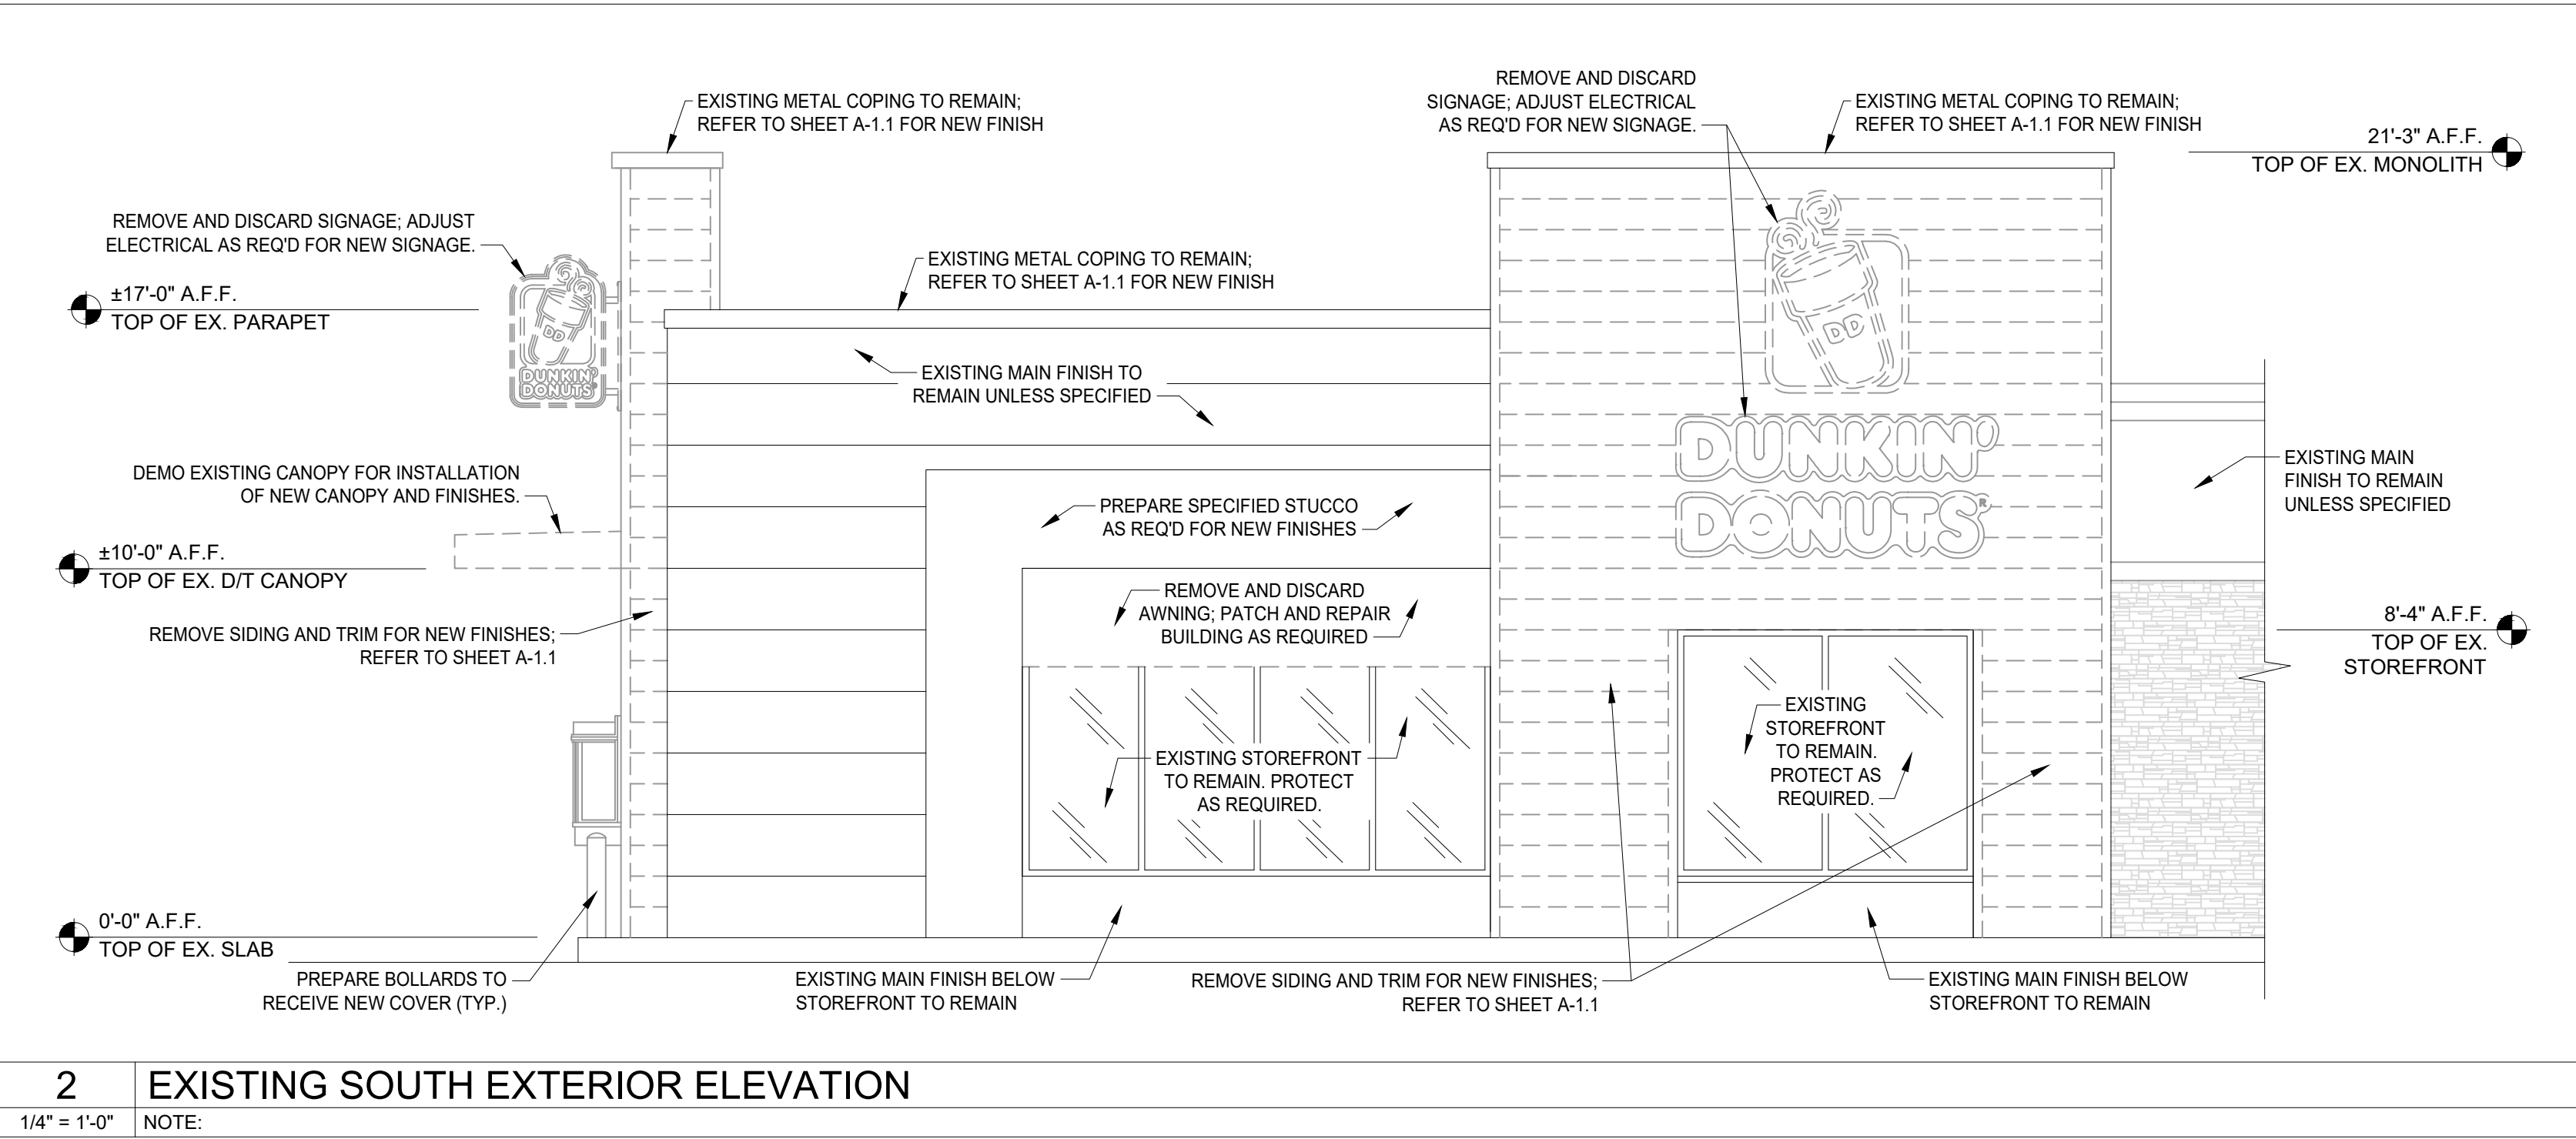 EXISTING METAL COPING TO REMAIN;
REFER TO SHEET A-1.1 FOR NEW FINISH
REMOVE AND DISCARD
SIGNAGE; ADJUST ELECTRICAL
AS REQ'D FOR NEW SIGNAGE.
EXISTING METAL COPING TO REMAIN;
REFER TO SHEET A-1.1 FOR NEW FINISH
21'-3" A.F.F.
TOP OF EX. MONOLITH
REMOVE AND DISCARD SIGNAGE; ADJUST
ELECTRICAL AS REQ'D FOR NEW SIGNAGE.
EXISTING METAL COPING TO REMAIN;
REFER TO SHEET A-1.1 FOR NEW FINISH
±17'-0" A.F.F.
TOP OF EX. PARAPET
DD
DUNKIN'
DONUTS®
DD
EXISTING MAIN FINISH TO
REMAIN UNLESS SPECIFIED
DUNKIN'
DONUTS®
DEMO EXISTING CANOPY FOR INSTALLATION
OF NEW CANOPY AND FINISHES.
PREPARE SPECIFIED STUCCO
AS REQ'D FOR NEW FINISHES
EXISTING MAIN
FINISH TO REMAIN
UNLESS SPECIFIED
±10'-0" A.F.F.
TOP OF EX. D/T CANOPY
REMOVE AND DISCARD
AWNING; PATCH AND REPAIR
BUILDING AS REQUIRED
8'-4" A.F.F.
TOP OF EX.
STOREFRONT
REMOVE SIDING AND TRIM FOR NEW FINISHES;
REFER TO SHEET A-1.1
EXISTING STOREFRONT
TO REMAIN. PROTECT
AS REQUIRED.
EXISTING
STOREFRONT
TO REMAIN.
PROTECT AS
REQUIRED.
0'-0" A.F.F.
TOP OF EX. SLAB
PREPARE BOLLARDS TO
RECEIVE NEW COVER (TYP.)
EXISTING MAIN FINISH BELOW
STOREFRONT TO REMAIN
REMOVE SIDING AND TRIM FOR NEW FINISHES;
REFER TO SHEET A-1.1
EXISTING MAIN FINISH BELOW
STOREFRONT TO REMAIN
2 EXISTING SOUTH EXTERIOR ELEVATION
1/4" = 1'-0" NOTE: